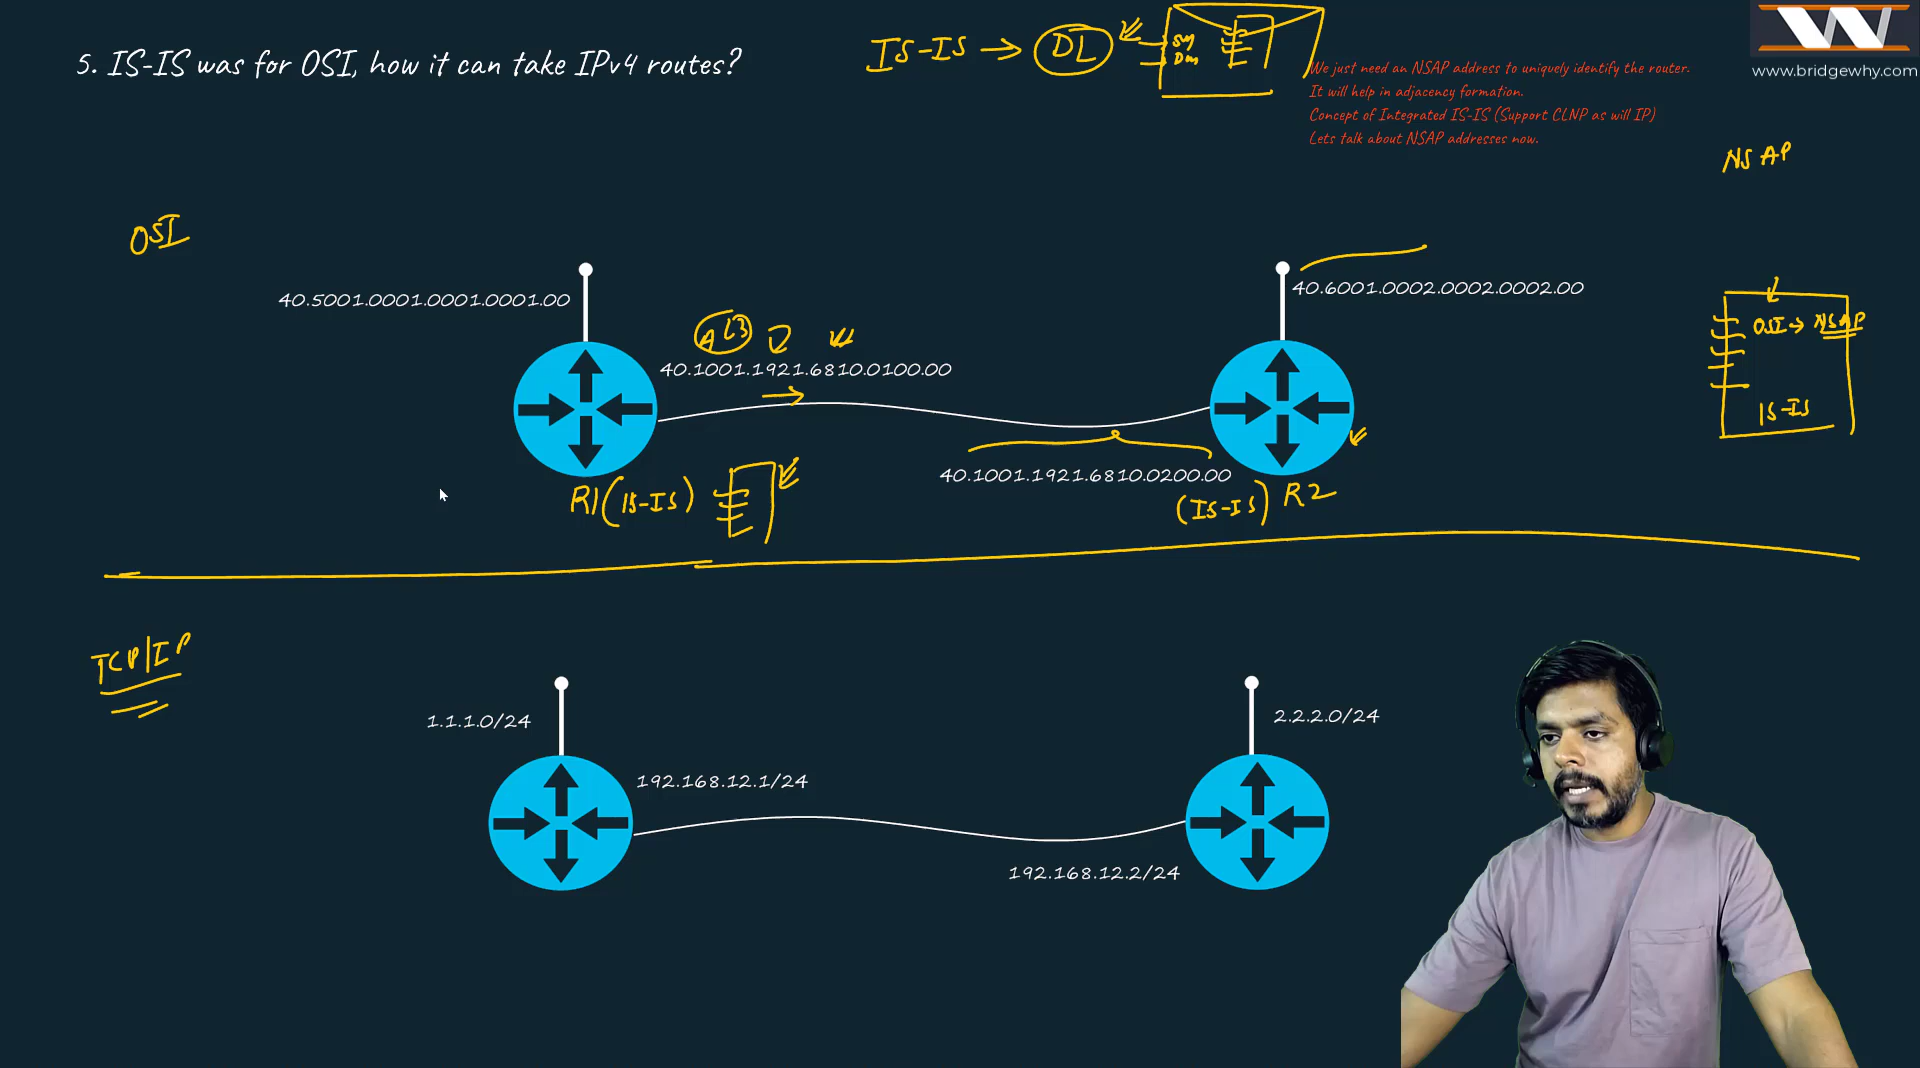 5. IS-IS was for OSI, how it can take IPv4 routes?
IS-IS → DL
www.bridgewhy.com
We just need an NSAP address to uniquely identify the router.
It will help in adjacency formation.
Concept of Integrated IS-IS (Support CLNP as will IP)
Lets talk about NSAP addresses now.
NSAP
OSI
40.5001.0001.0001.0001.00
40.6001.0002.0002.0002.00
OSI → NSAP
IS-IS
40.1001.1921.6810.0100.00
40.1001.1921.6810.0200.00
R1 (IS-IS)
(IS-IS) R2
TCP/IP
1.1.1.0/24
2.2.2.0/24
192.168.12.1/24
192.168.12.2/24